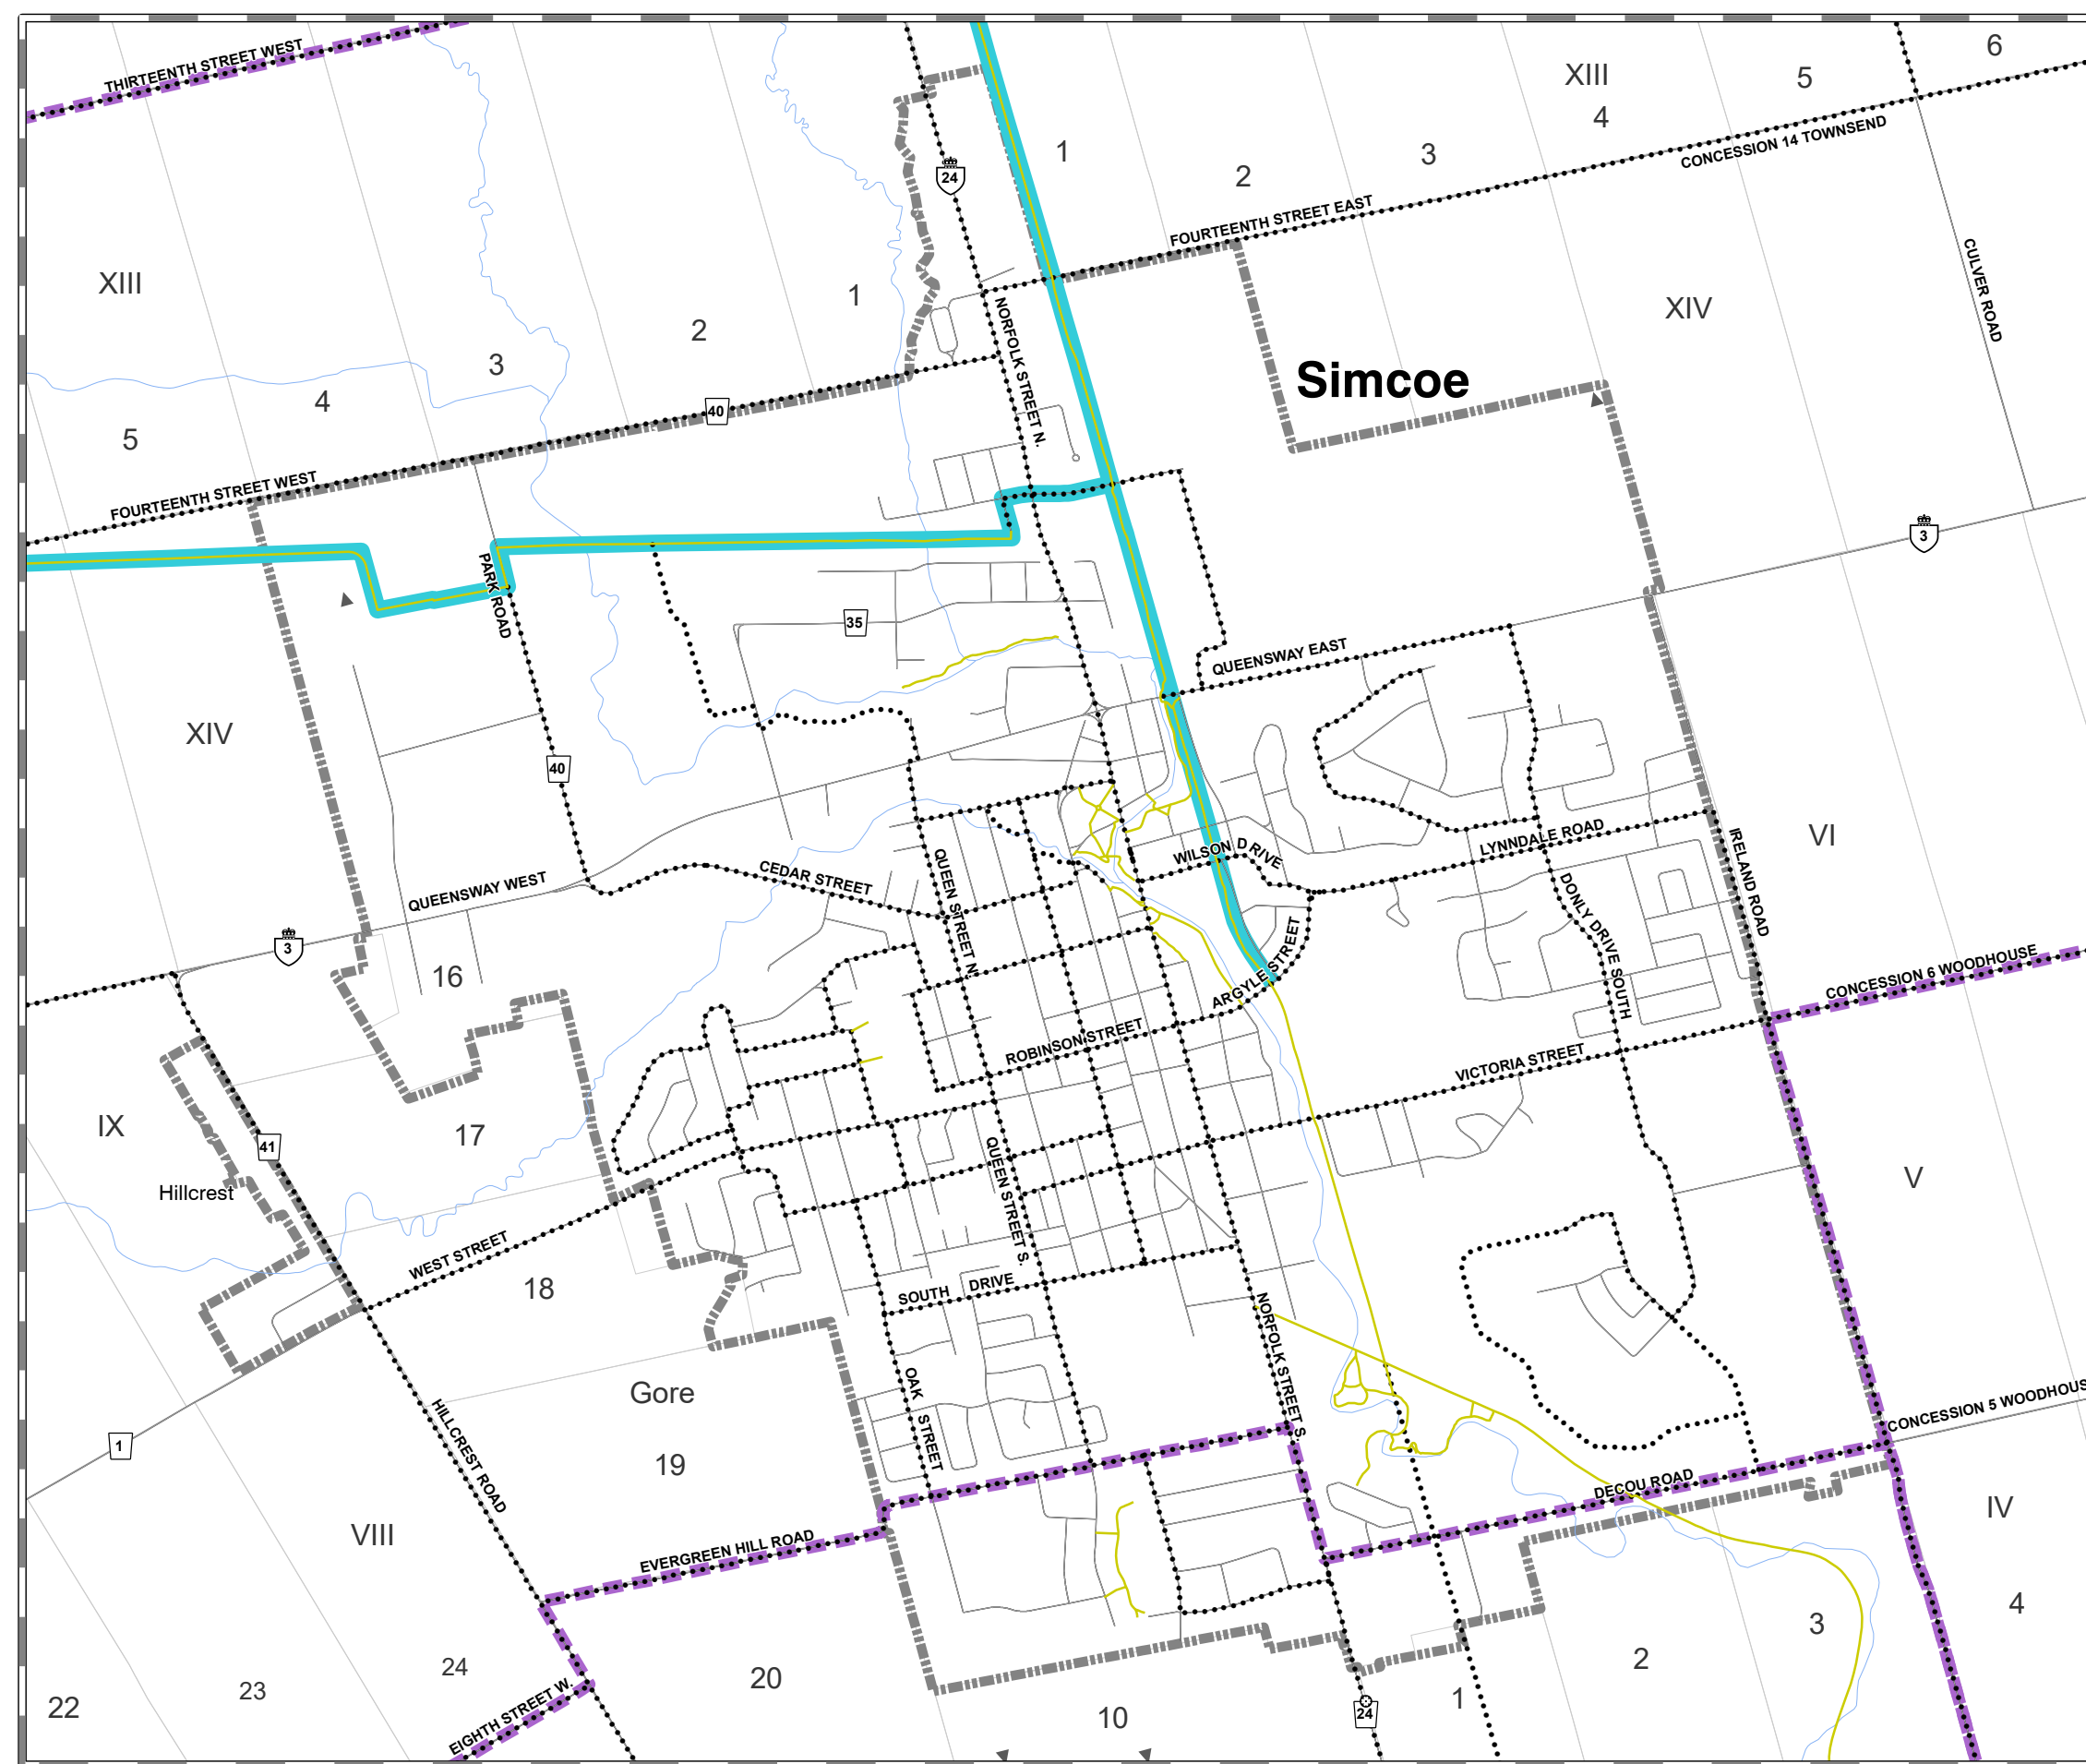 THIRTEENTH STREET WEST
6
XIII
5
4
24
1
3
2
CONCESSION 14 TOWNSEND
FOURTEENTH STREET EAST
CULVER ROAD
XIII
1
XIV
2
NORFOLK STREET N.
3
Simcoe
4
40
5
FOURTEENTH STREET WEST
3
PARK ROAD
35
QUEENSWAY EAST
XIV
40
VI
LYNNDALE ROAD
WILSON DRIVE
IRELAND ROAD
CEDAR STREET
QUEENSWAY WEST
QUEEN STREET N.
DONLY DRIVE SOUTH
3
16
ARGYLE STREET
CONCESSION 6 WOODHOUSE
ROBINSON STREET
VICTORIA STREET
IX
17
41
V
Hillcrest
QUEEN STREET S.
WEST STREET
18
SOUTH DRIVE
NORFOLK STREET S.
Gore
OAK STREET
CONCESSION 5 WOODHOUS
1
HILLCREST ROAD
19
DECOU ROAD
IV
VIII
EVERGREEN HILL ROAD
4
3
2
24
20
23
1
22
EIGHTH STREET W.
10
24